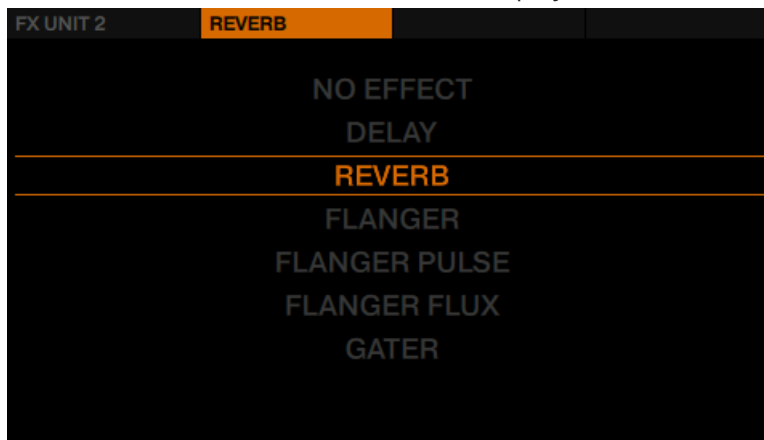 FX UNIT 2 REVERB
NO EFFECT
DELAY
REVERB
FLANGER
FLANGER PULSE
FLANGER FLUX
GATER